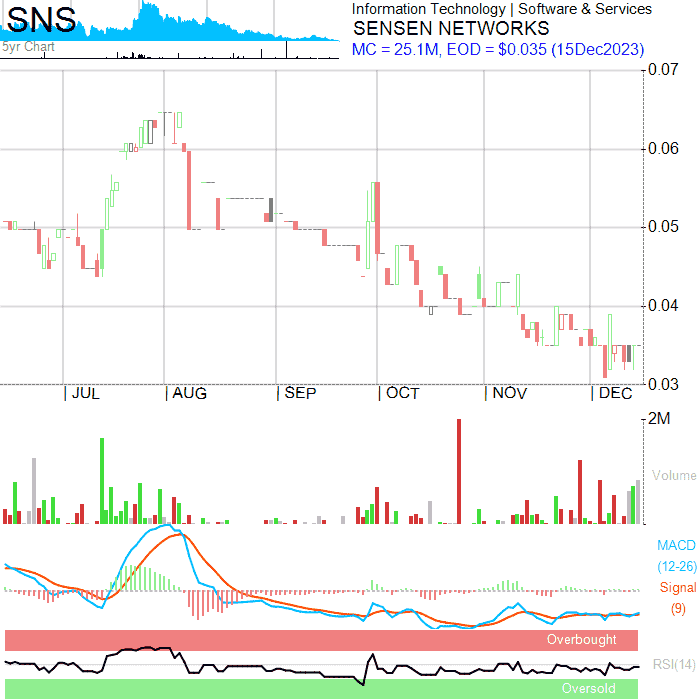 SNS
5yr Chart
Information Technology | Software & Services
SENSEN NETWORKS
MC = 25.1M, EOD = $0.035 (15Dec2023)
0.07
0.06
0.05
0.04
0.03
| JUL | AUG | SEP | OCT | NOV | DEC
2M
Volume
MACD
(12-26)
Signal
(9)
Overbought
RSI(14)
Oversold